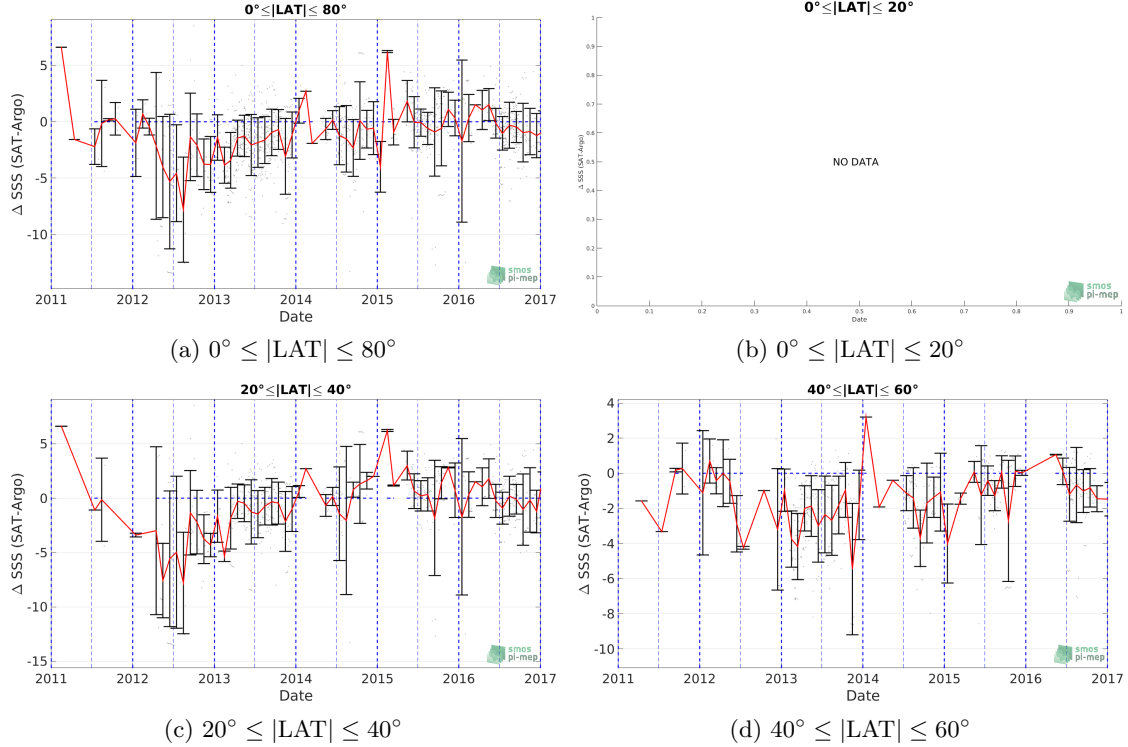 0°≤|LAT|≤ 80°
Δ SSS (SAT-Argo)
5
0
-5
-10
2011 2012 2013 2014 2015 2016 2017
Date
smos
pi-mep
(a) 0° ≤ |LAT| ≤ 80°
0°≤|LAT|≤ 20°
Δ SSS (SAT-Argo)
1
0.9
0.8
0.7
0.6
0.5
0.4
0.3
0.2
0.1
0
NO DATA
0 0.1 0.2 0.3 0.4 0.5 0.6 0.7 0.8 0.9 1
Date
smos
pi-mep
(b) 0° ≤ |LAT| ≤ 20°
20°≤|LAT|≤ 40°
Δ SSS (SAT-Argo)
5
0
-5
-10
-15
2011 2012 2013 2014 2015 2016 2017
Date
smos
pi-mep
(c) 20° ≤ |LAT| ≤ 40°
40°≤|LAT|≤ 60°
Δ SSS (SAT-Argo)
4
2
0
-2
-4
-6
-8
-10
2011 2012 2013 2014 2015 2016 2017
Date
smos
pi-mep
(d) 40° ≤ |LAT| ≤ 60°